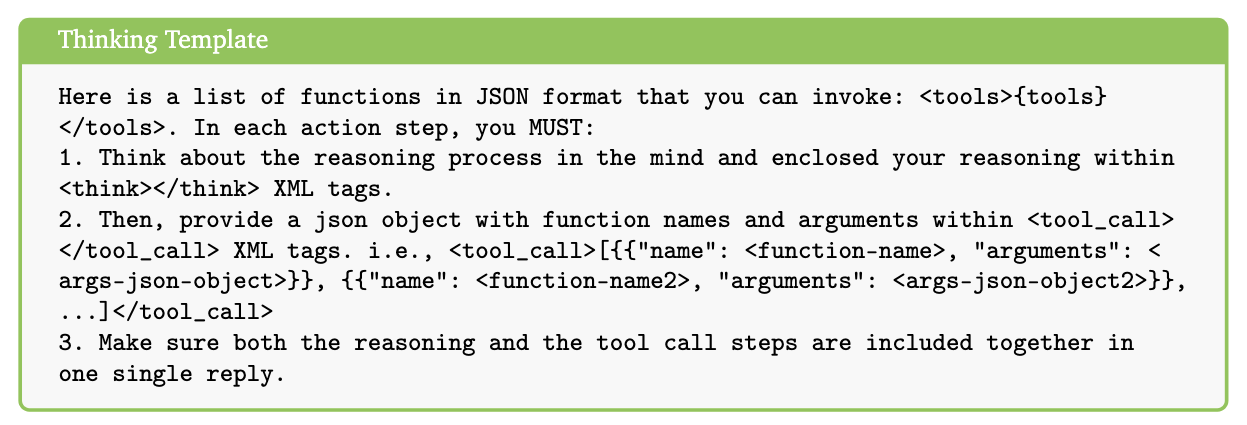 Thinking Template
Here is a list of functions in JSON format that you can invoke: <tools>{tools}
</tools>. In each action step, you MUST:
1. Think about the reasoning process in the mind and enclosed your reasoning within
<think></think> XML tags.
2. Then, provide a json object with function names and arguments within <tool_call>
</tool_call> XML tags. i.e., <tool_call>[{{"name": <function-name>, "arguments": <
args-json-object>}}, {{"name": <function-name2>, "arguments": <args-json-object2>}},
...]</tool_call>
3. Make sure both the reasoning and the tool call steps are included together in
one single reply.